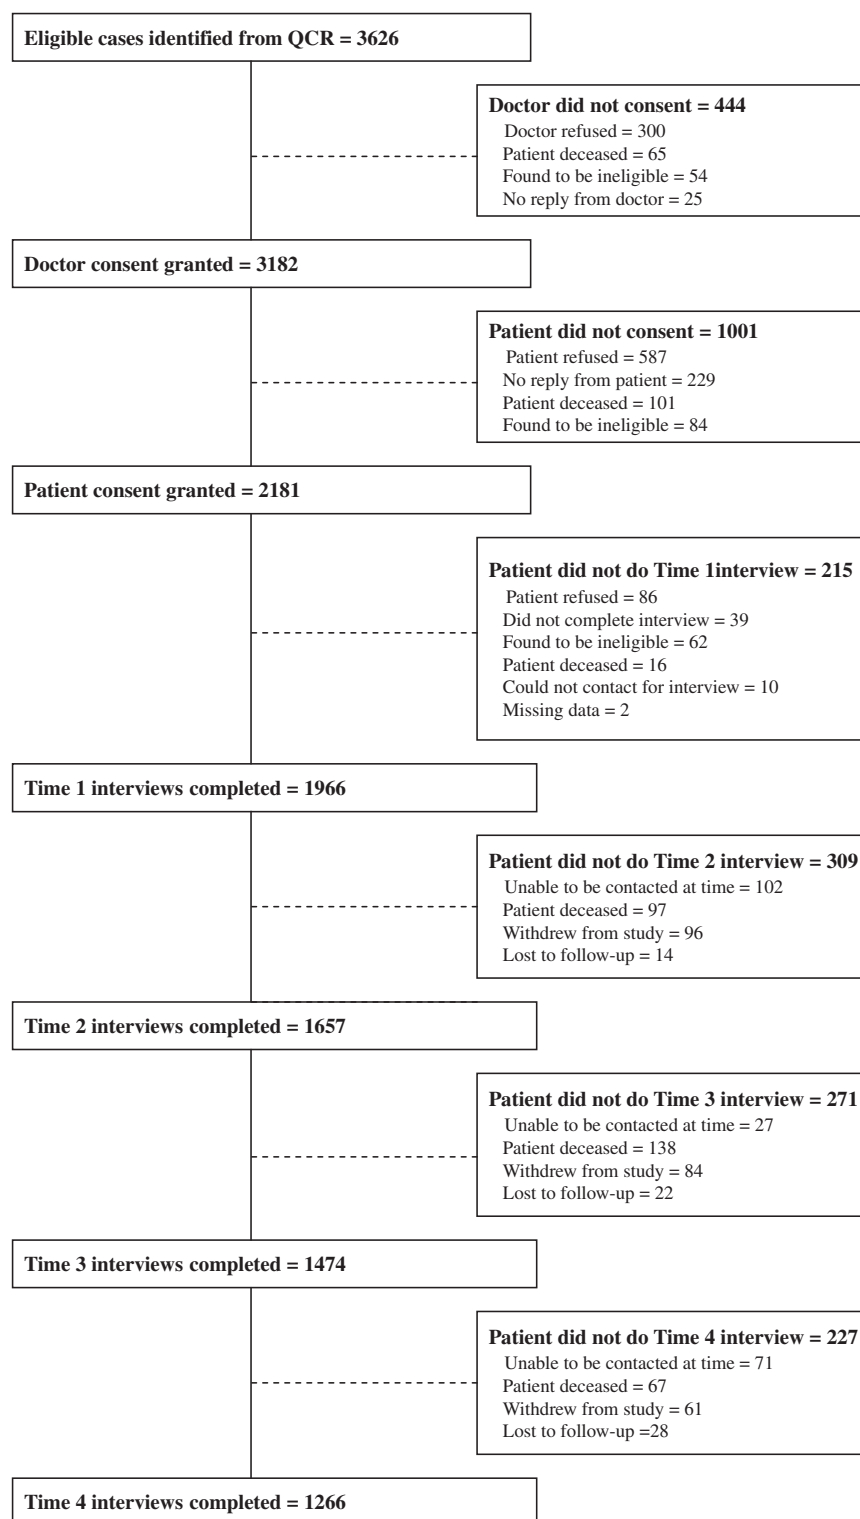 Eligible cases identified from QCR = 3626
Doctor did not consent = 444
Doctor refused = 300
Patient deceased = 65
Found to be ineligible = 54
No reply from doctor = 25
Doctor consent granted = 3182
Patient did not consent = 1001
Patient refused = 587
No reply from patient = 229
Patient deceased = 101
Found to be ineligible = 84
Patient consent granted = 2181
Patient did not do Time 1interview = 215
Patient refused = 86
Did not complete interview = 39
Found to be ineligible = 62
Patient deceased = 16
Could not contact for interview = 10
Missing data = 2
Time 1 interviews completed = 1966
Patient did not do Time 2 interview = 309
Unable to be contacted at time = 102
Patient deceased = 97
Withdrew from study = 96
Lost to follow-up = 14
Time 2 interviews completed = 1657
Patient did not do Time 3 interview = 271
Unable to be contacted at time = 27
Patient deceased = 138
Withdrew from study = 84
Lost to follow-up = 22
Time 3 interviews completed = 1474
Patient did not do Time 4 interview = 227
Unable to be contacted at time = 71
Patient deceased = 67
Withdrew from study = 61
Lost to follow-up =28
Time 4 interviews completed = 1266